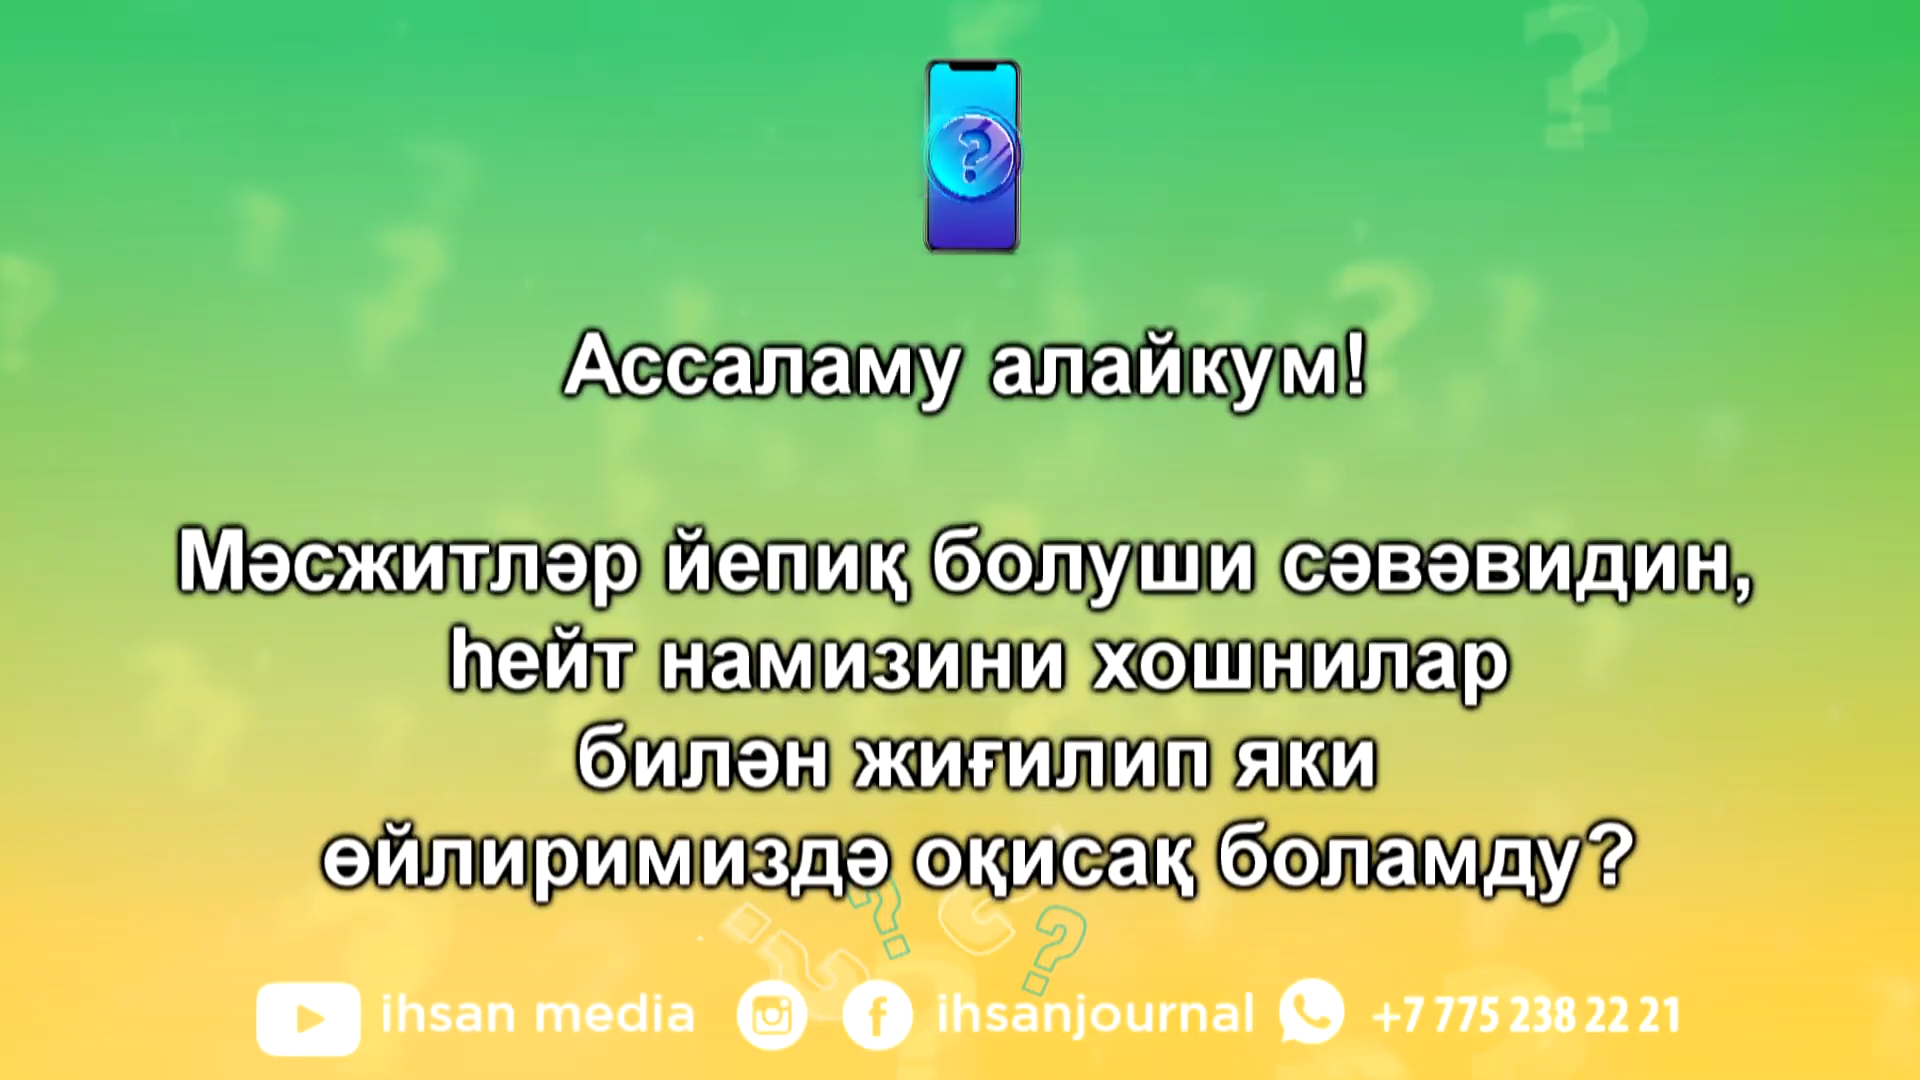 Ассаламу алайкум!
Мәсжитләр йепиқ болуши сәвәвидин,
һейт намизини хошнилар
билән жиғилип яки
өйлиримиздә оқисақ боламду?
ihsan media ihsanjournal +7 775 238 22 21